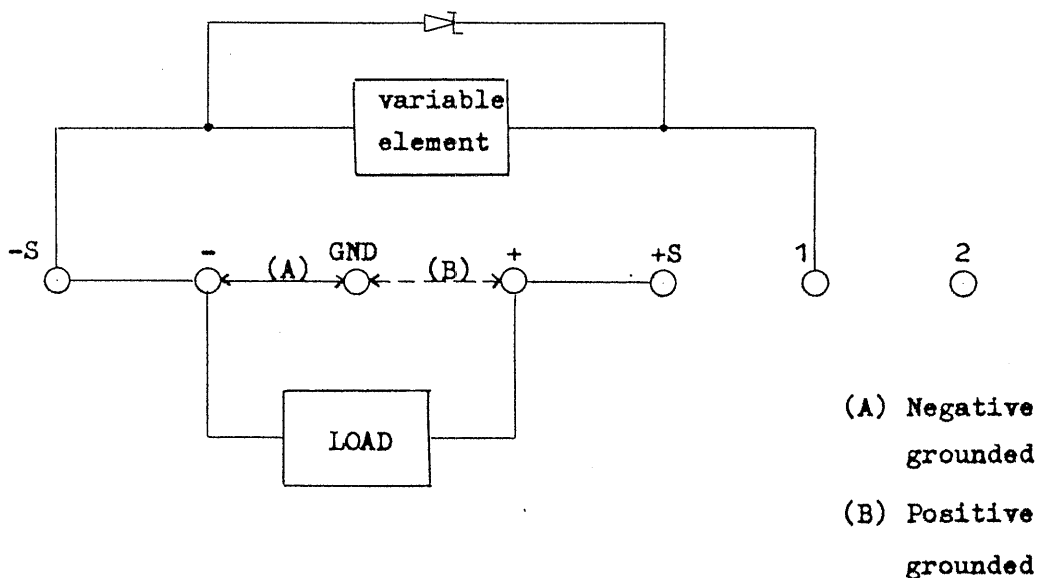 variable
element
-S - GND + +S 1 2
(A) (B)
LOAD
(A) Negative
grounded
(B) Positive
grounded